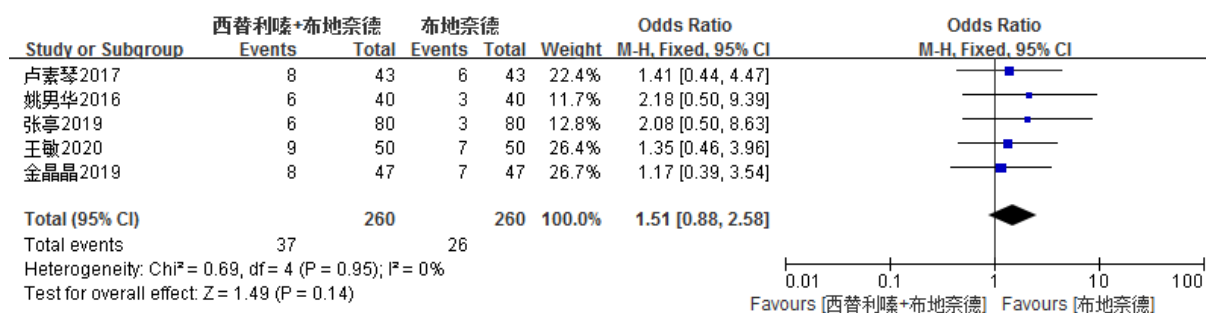 西替利嗪+布地奈德 布地奈德 Odds Ratio Odds Ratio
Study or Subgroup Events Total Events Total Weight M-H, Fixed, 95% CI M-H, Fixed, 95% CI
卢素琴2017 8 43 6 43 22.4% 1.41 [0.44, 4.47]
姚男华2016 6 40 3 40 11.7% 2.18 [0.50, 9.39]
张亭2019 6 80 3 80 12.8% 2.08 [0.50, 8.63]
王敏2020 9 50 7 50 26.4% 1.35 [0.46, 3.96]
金晶晶2019 8 47 7 47 26.7% 1.17 [0.39, 3.54]
Total (95% CI) 260 260 100.0% 1.51 [0.88, 2.58]
Total events 37 26
Heterogeneity: Chi² = 0.69, df = 4 (P = 0.95); I² = 0%
Test for overall effect: Z = 1.49 (P = 0.14)
0.01 0.1 1 10 100
Favours [西替利嗪+布地奈德] Favours [布地奈德]